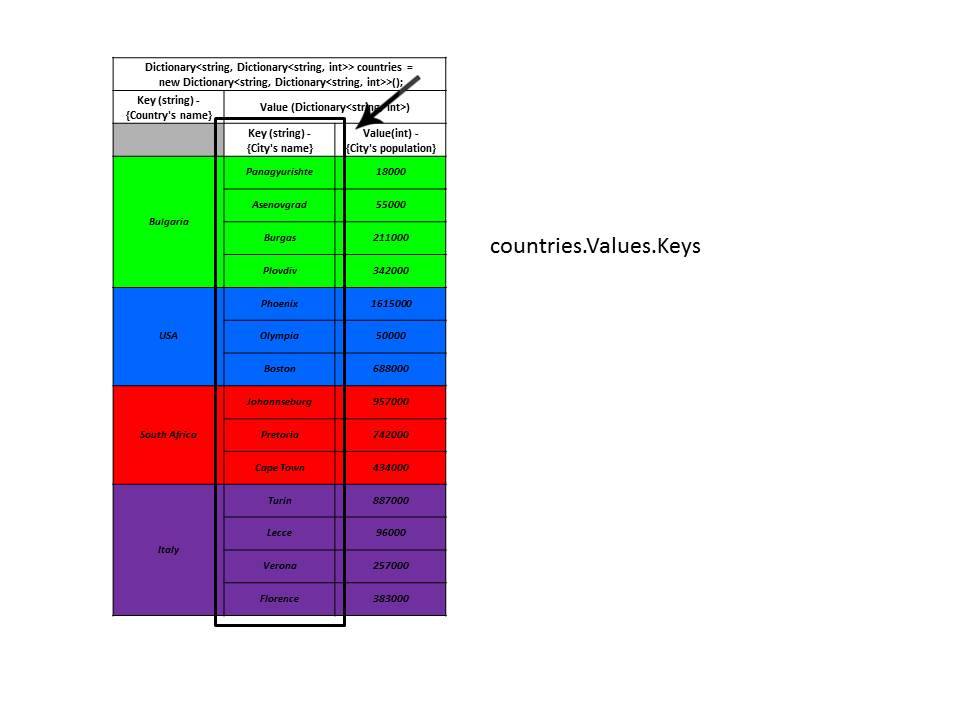 Dictionary<string, Dictionary<string, int>> countries =
new Dictionary<string, Dictionary<string, int>>();
Key (string) -
{Country's name}
Value (Dictionary<string, int>)
Key (string) -
{City's name}
Value(int) -
{City's population}
Bulgaria
Panagyurishte 18000
Asenovgrad 55000
Burgas 211000
Plovdiv 342000
USA
Phoenix 1615000
Olympia 50000
Boston 688000
South Africa
Johannseburg 957000
Pretoria 742000
Cape Town 434000
Italy
Turin 887000
Lecce 96000
Verona 257000
Florence 383000
countries.Values.Keys